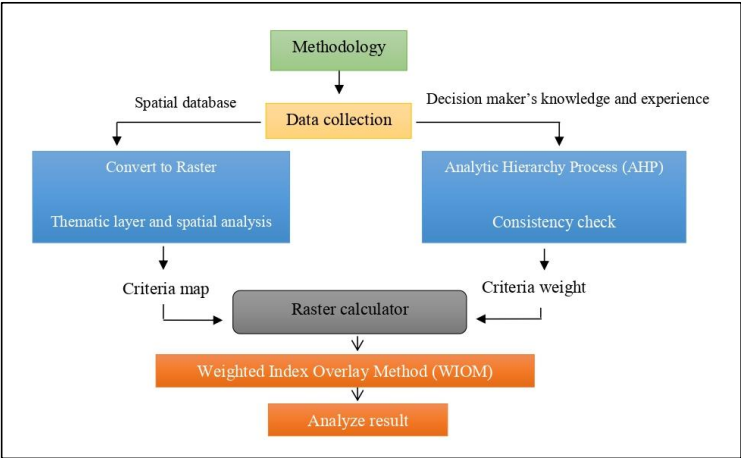 Methodology
Spatial database
Decision maker's knowledge and experience
Data collection
Convert to Raster
Thematic layer and spatial analysis
Analytic Hierarchy Process (AHP)
Consistency check
Criteria map
Criteria weight
Raster calculator
Weighted Index Overlay Method (WIOM)
Analyze result